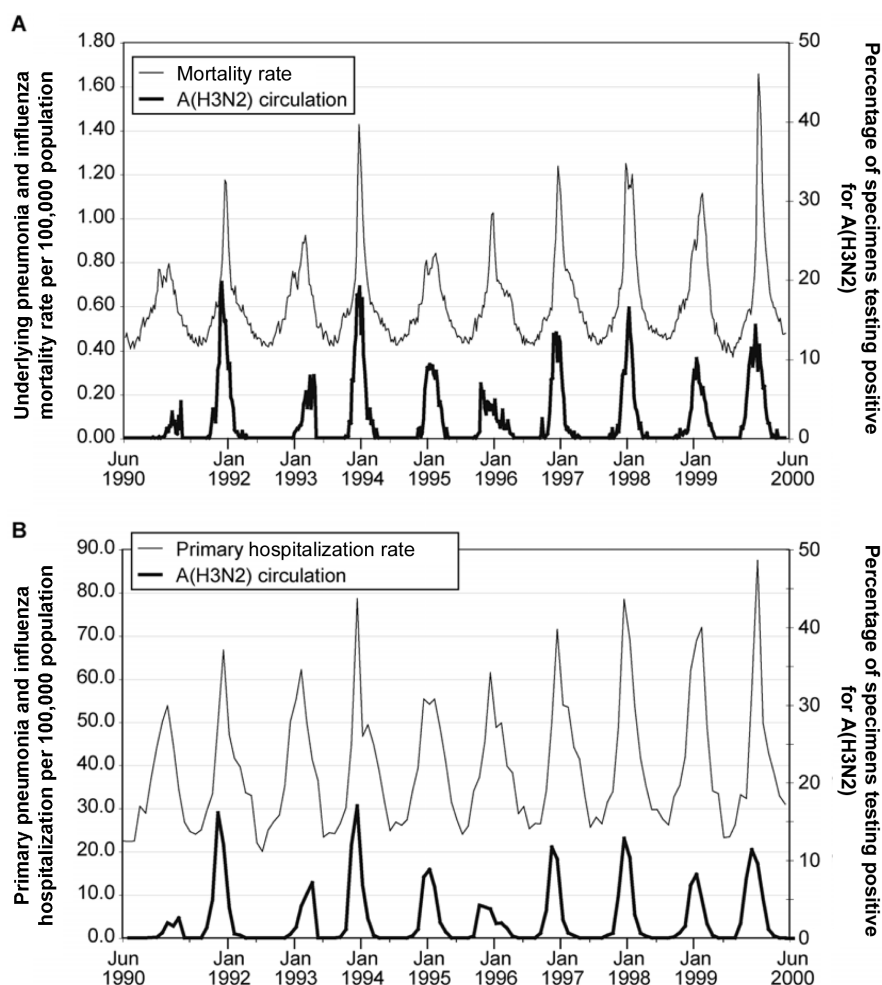 A
Underlying pneumonia and influenza
mortality rate per 100,000 population
1.80
1.60
1.40
1.20
1.00
0.80
0.60
0.40
0.20
0.00
Mortality rate
A(H3N2) circulation
50
40
30
20
10
0
Percentage of specimens testing positive
for A(H3N2)
Jun
1990
Jan
1992
Jan
1993
Jan
1994
Jan
1995
Jan
1996
Jan
1997
Jan
1998
Jan
1999
Jun
2000
B
Primary pneumonia and influenza
hospitalization per 100,000 population
90.0
80.0
70.0
60.0
50.0
40.0
30.0
20.0
10.0
0.0
Primary hospitalization rate
A(H3N2) circulation
50
40
30
20
10
0
Percentage of specimens testing positive
for A(H3N2)
Jun
1990
Jan
1992
Jan
1993
Jan
1994
Jan
1995
Jan
1996
Jan
1997
Jan
1998
Jan
1999
Jun
2000